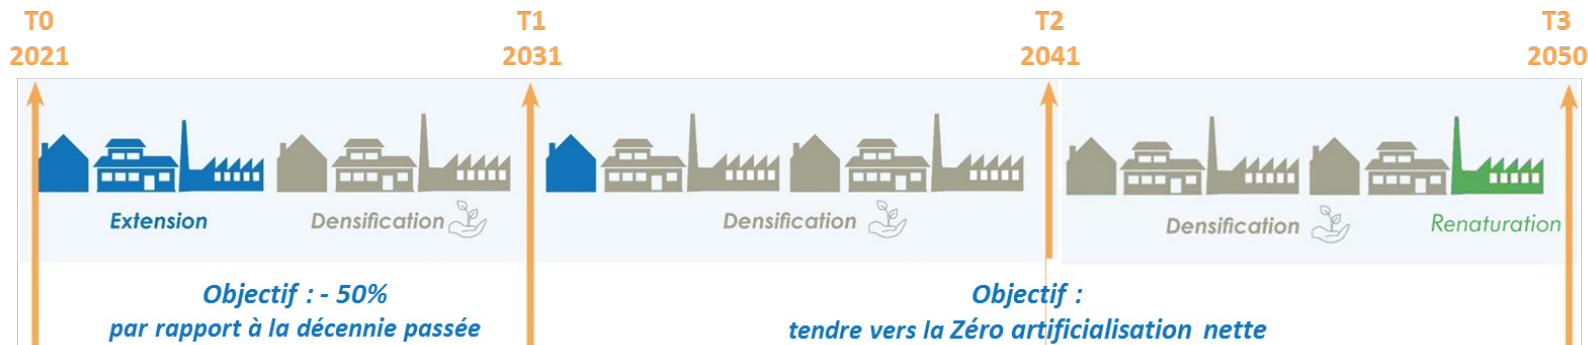 T0
2021
T1
2031
T2
2041
T3
2050
Extension
Densification
Densification
Densification
Renaturation
Objectif : - 50%
par rapport à la décennie passée
Objectif :
tendre vers la Zéro artificialisation nette